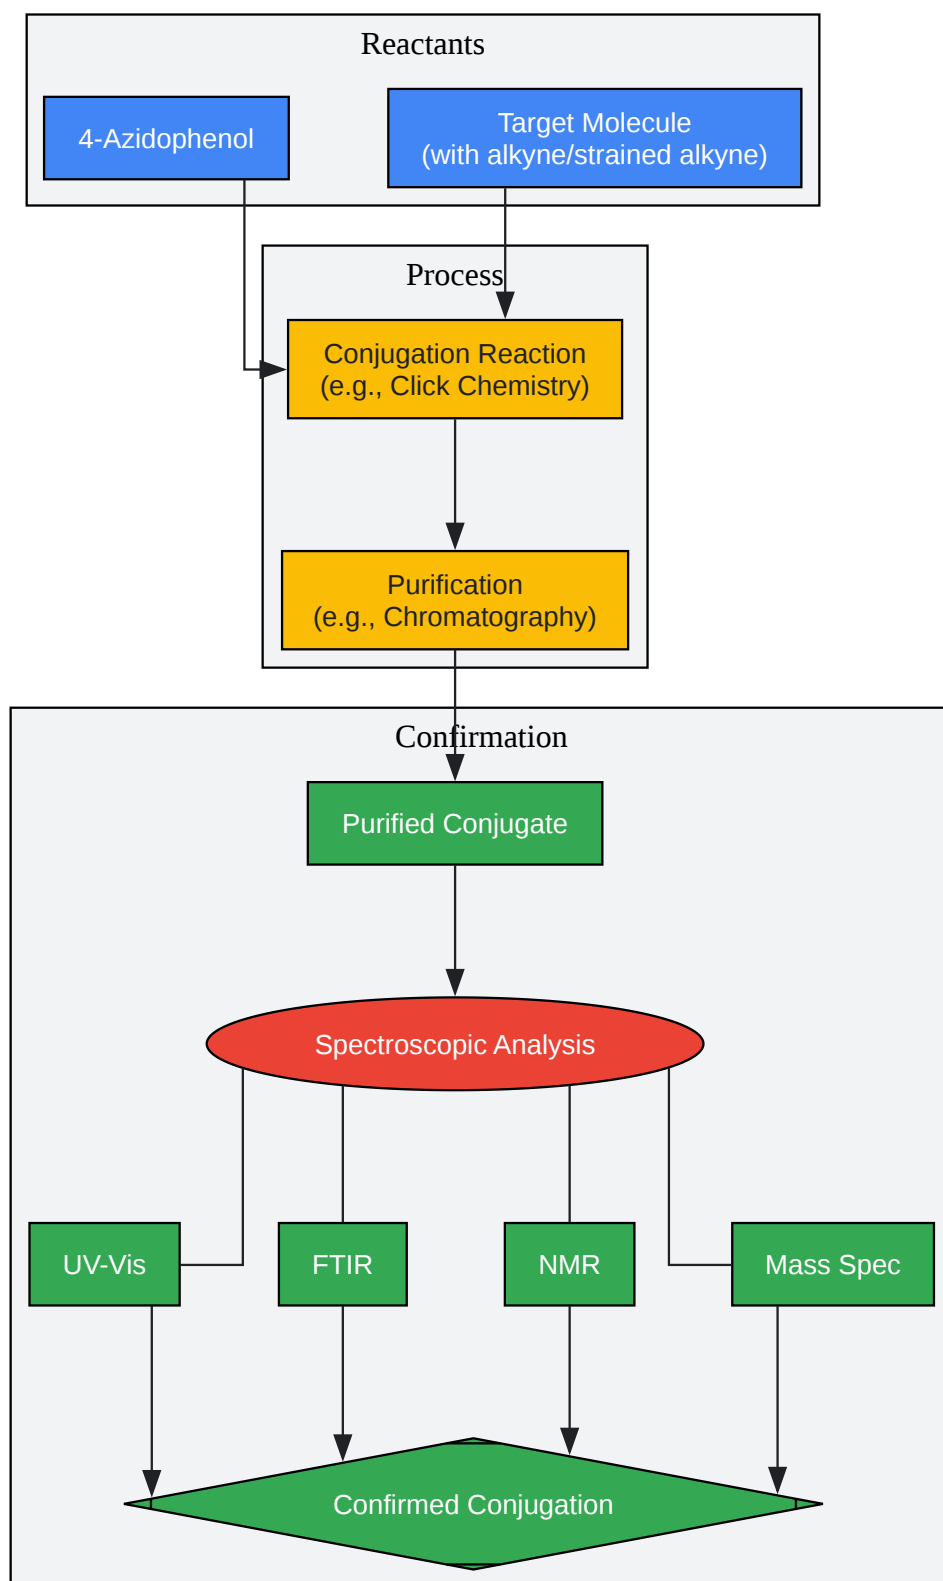 Reactants
4-Azidophenol
Target Molecule
(with alkyne/strained alkyne)
Process
Conjugation Reaction
(e.g., Click Chemistry)
Purification
(e.g., Chromatography)
Confirmation
Purified Conjugate
Spectroscopic Analysis
UV-Vis
FTIR
NMR
Mass Spec
Confirmed Conjugation